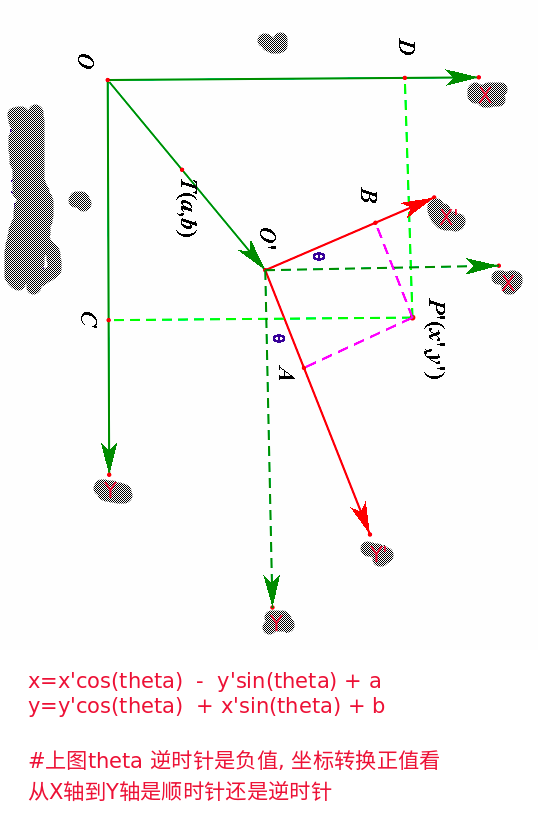 O
D
X
T(a,b)
B
X'
O'
θ
X
C
P'(x',y')
θ
A
Y
Y'
Y
x=x'cos(theta) - y'sin(theta) + a
y=y'cos(theta) + x'sin(theta) + b
#上图theta 逆时针是负值, 坐标转换正值看
从X轴到Y轴是顺时针还是逆时针